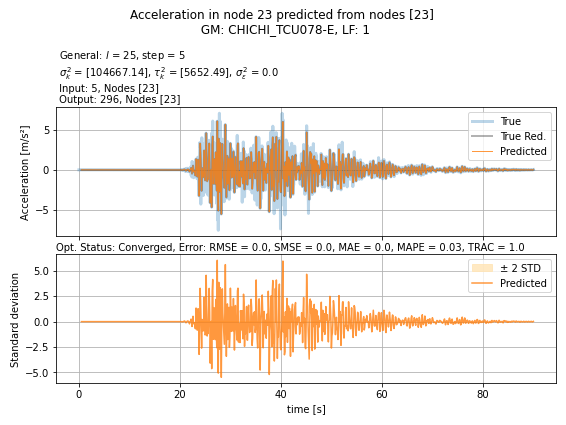 Acceleration in node 23 predicted from nodes [23]
GM: CHICHI_TCU078-E, LF: 1
General: l = 25, step = 5
σ²ₖ = [104667.14], τ²ₖ = [5652.49], σ²ε = 0.0
Input: 5, Nodes [23]
Output: 296, Nodes [23]
Acceleration [m/s²]
5
0
−5
True
True Red.
Predicted
Opt. Status: Converged, Error: RMSE = 0.0, SMSE = 0.0, MAE = 0.0, MAPE = 0.03, TRAC = 1.0
Standard deviation
5.0
2.5
0.0
−2.5
−5.0
± 2 STD
Predicted
0 20 40 60 80
time [s]